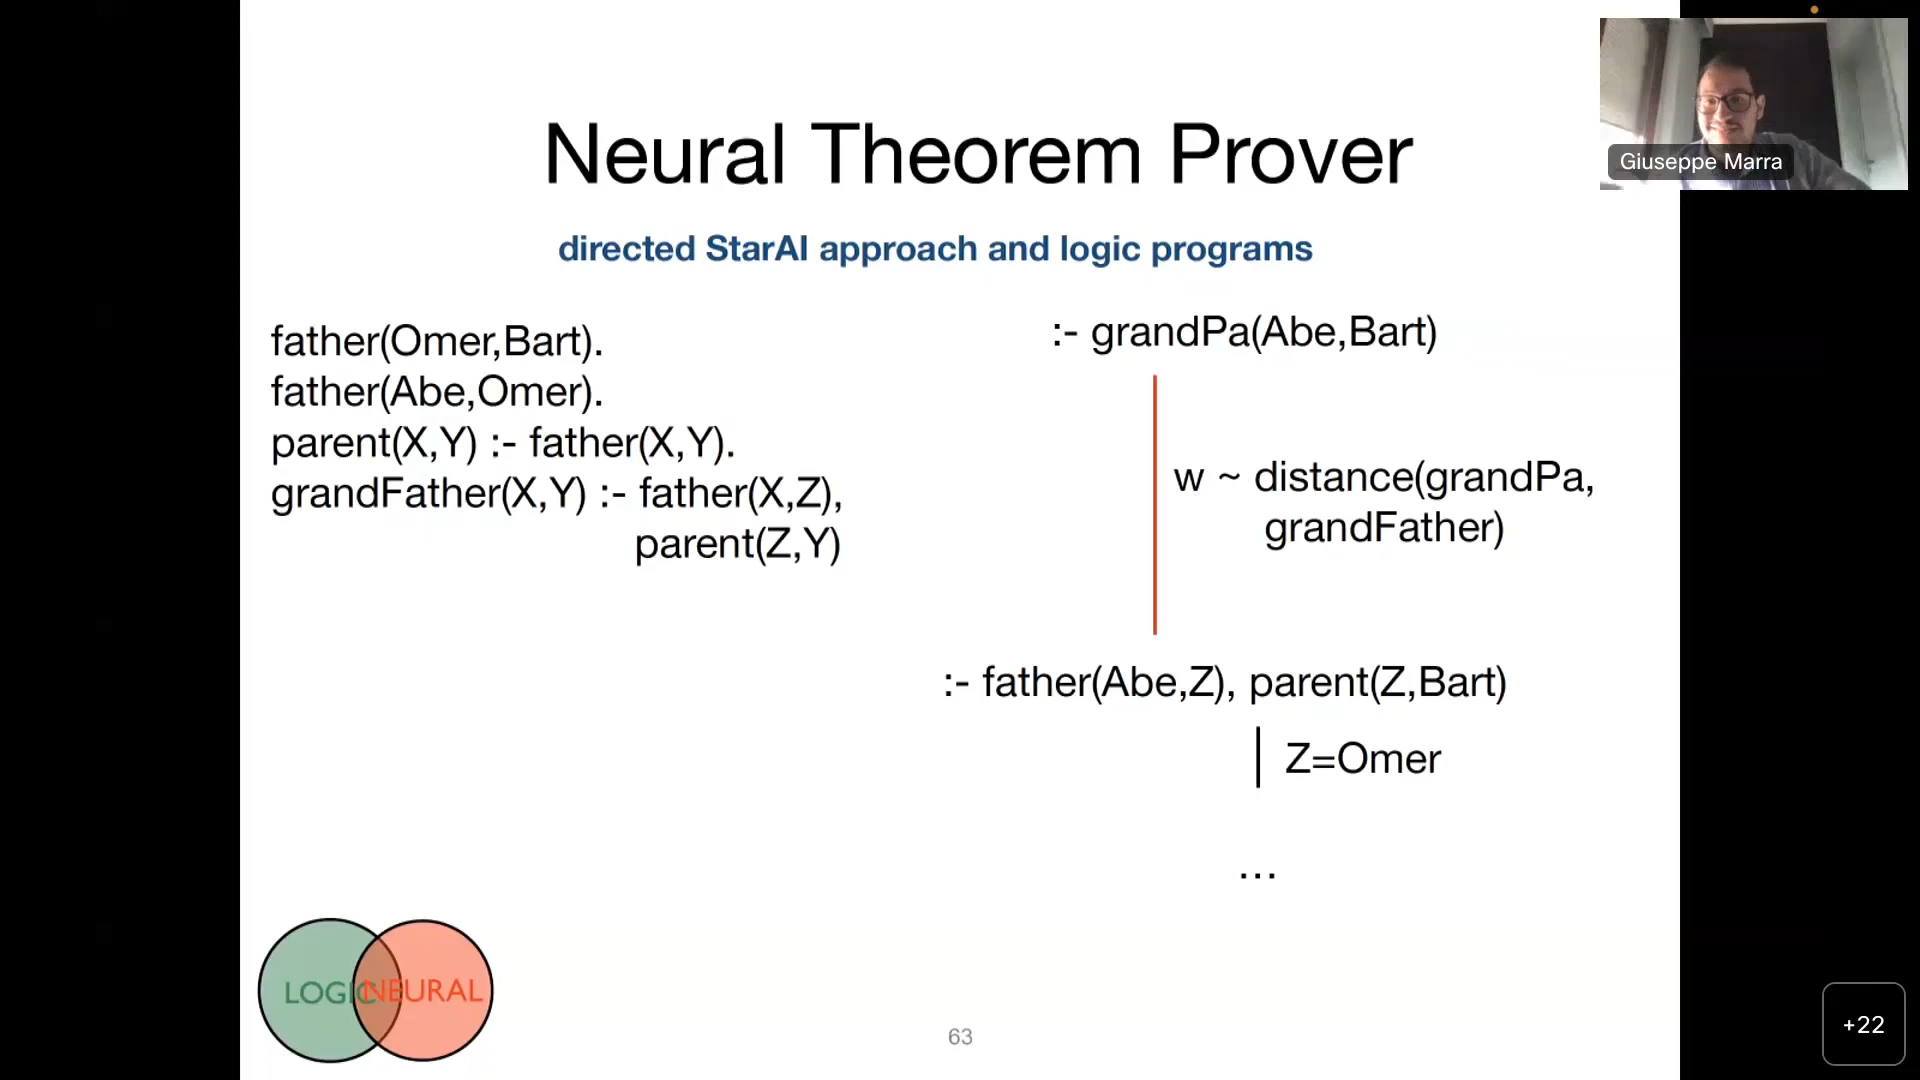 Neural Theorem Prover
Giuseppe Marra
directed StarAI approach and logic programs
father(Omer,Bart).
father(Abe,Omer).
parent(X,Y) :- father(X,Y).
grandFather(X,Y) :- father(X,Z),
parent(Z,Y)
:- grandPa(Abe,Bart)
w ~ distance(grandPa,
grandFather)
:- father(Abe,Z), parent(Z,Bart)
Z=Omer
...
LOGIC NEURAL
63
+22